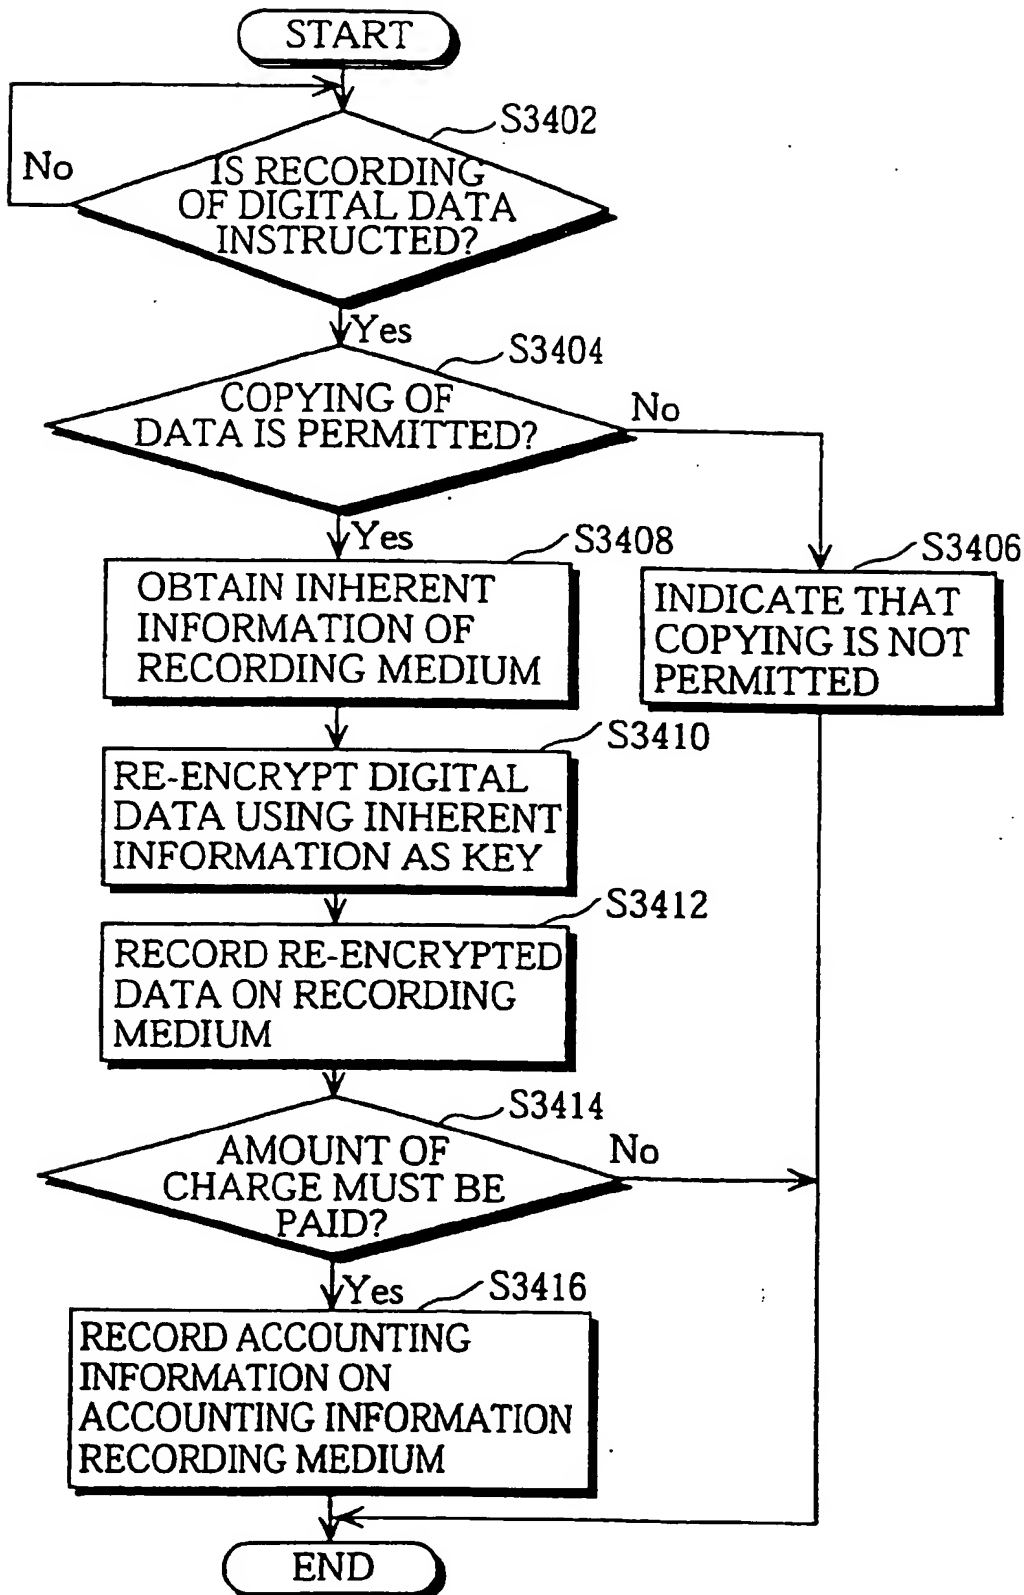 START
S3402
No
IS RECORDING
OF DIGITAL DATA
INSTRUCTED?
Yes
S3404
COPYING OF
DATA IS PERMITTED?
No
Yes
S3408
OBTAIN INHERENT
INFORMATION OF
RECORDING MEDIUM
S3406
INDICATE THAT
COPYING IS NOT
PERMITTED
S3410
RE-ENCRYPT DIGITAL
DATA USING INHERENT
INFORMATION AS KEY
S3412
RECORD RE-ENCRYPTED
DATA ON RECORDING
MEDIUM
S3414
AMOUNT OF
CHARGE MUST BE
PAID?
No
Yes
S3416
RECORD ACCOUNTING
INFORMATION ON
ACCOUNTING INFORMATION
RECORDING MEDIUM
END